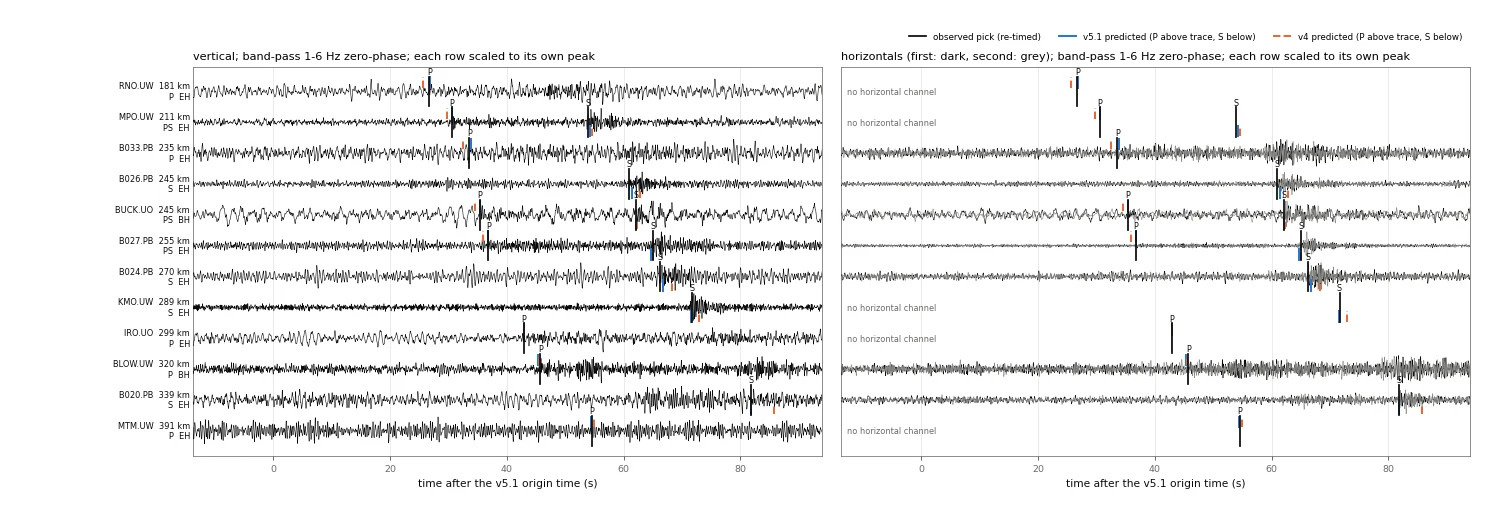 observed pick (re-timed) v5.1 predicted (P above trace, S below) v4 predicted (P above trace, S below)
vertical; band-pass 1-6 Hz zero-phase; each row scaled to its own peak
horizontals (first: dark, second: grey); band-pass 1-6 Hz zero-phase; each row scaled to its own peak
RNO.UW 181 km
P EH
MPO.UW 211 km
PS EH
B033.PB 235 km
P EH
B026.PB 245 km
S EH
BUCK.UO 245 km
PS BH
B027.PB 255 km
PS EH
B024.PB 270 km
S EH
KMO.UW 289 km
S EH
IRO.UO 299 km
P EH
BLOW.UW 320 km
P BH
B020.PB 339 km
S EH
MTM.UW 391 km
P EH
P
P
S
P
S
P
S
P
S
S
S
P
P
S
P
0 20 40 60 80
time after the v5.1 origin time (s)
no horizontal channel
no horizontal channel
no horizontal channel
no horizontal channel
no horizontal channel
P
P
S
P
S
P
S
P
S
S
S
P
P
S
P
0 20 40 60 80
time after the v5.1 origin time (s)